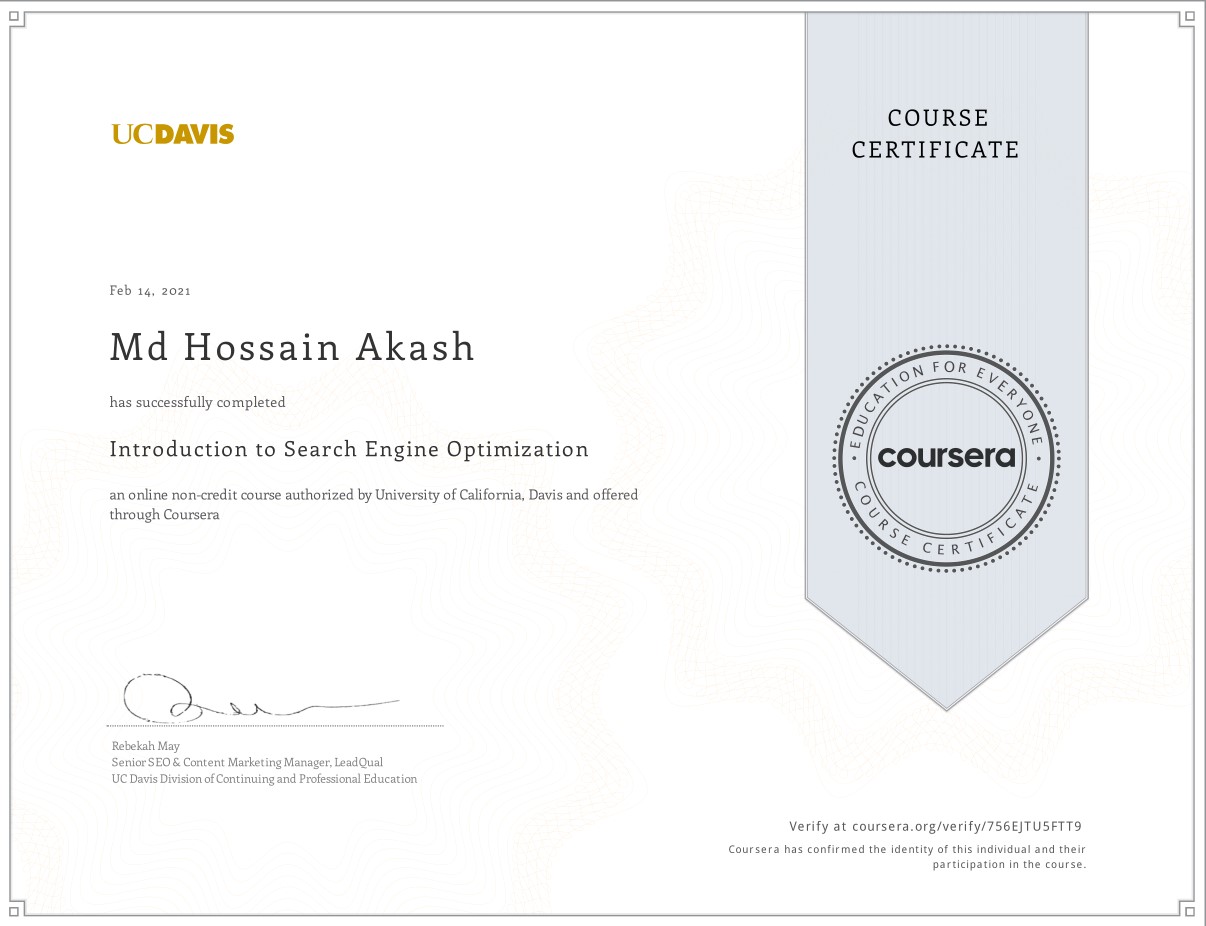 UCDAVIS
COURSE
CERTIFICATE
Feb 14, 2021
Md Hossain Akash
has successfully completed
Introduction to Search Engine Optimization
an online non-credit course authorized by University of California, Davis and offered
through Coursera
EDUCATION FOR EVERYONE
coursera
COURSE CERTIFICATE
Rebekah May
Senior SEO & Content Marketing Manager, LeadQual
UC Davis Division of Continuing and Professional Education
Verify at coursera.org/verify/756EJTU5FTT9
Coursera has confirmed the identity of this individual and their
participation in the course.